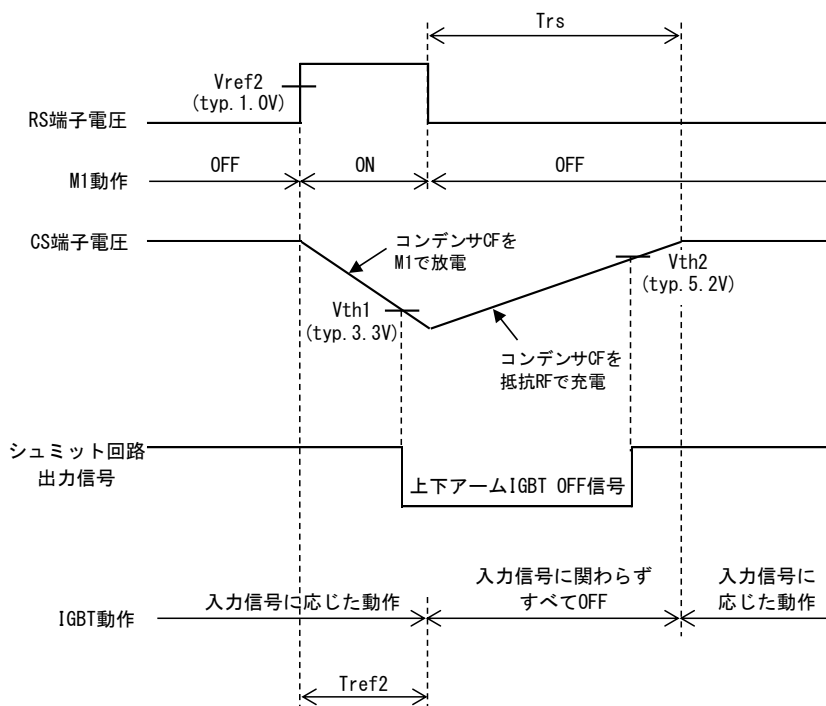 Trs
Vref2
(typ.1.0V)
RS端子電圧
OFF
ON
OFF
M1動作
CS端子電圧
コンデンサCFを
M1で放電
Vth1
(typ.3.3V)
Vth2
(typ.5.2V)
コンデンサCFを
抵抗RFで充電
シュミット回路
出力信号
上下アームIGBT OFF信号
入力信号に応じた動作
入力信号に関わらず
すべてOFF
入力信号に
応じた動作
IGBT動作
Tref2